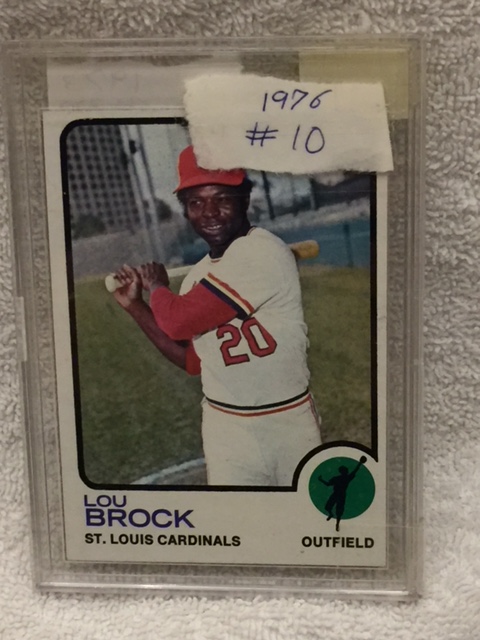 1976
# 10
20
LOU
BROCK
ST. LOUIS CARDINALS
OUTFIELD